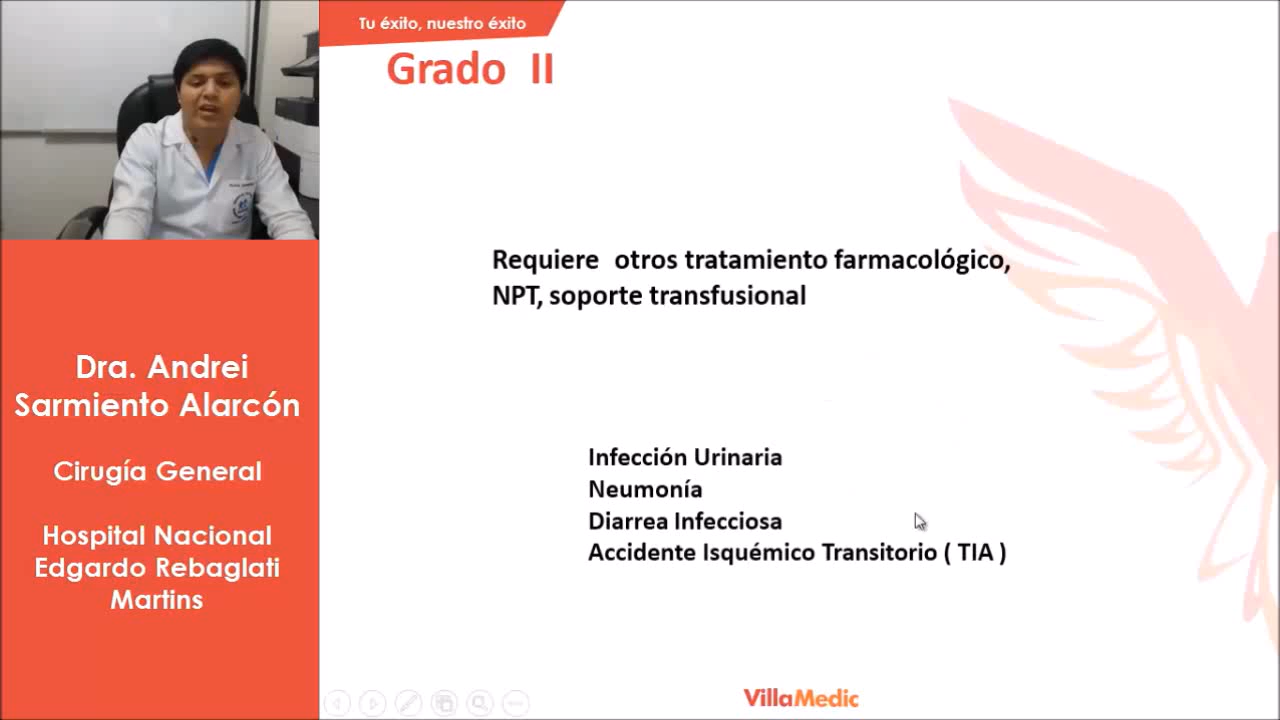 Tu éxito, nuestro éxito
Grado II
Requiere otros tratamiento farmacológico,
NPT, soporte transfusional
Infección Urinaria
Neumonía
Diarrea Infecciosa
Accidente Isquémico Transitorio ( TIA )
Dra. Andrei
Sarmiento Alarcón
Cirugía General
Hospital Nacional
Edgardo Rebaglati
Martins
VillaMedic